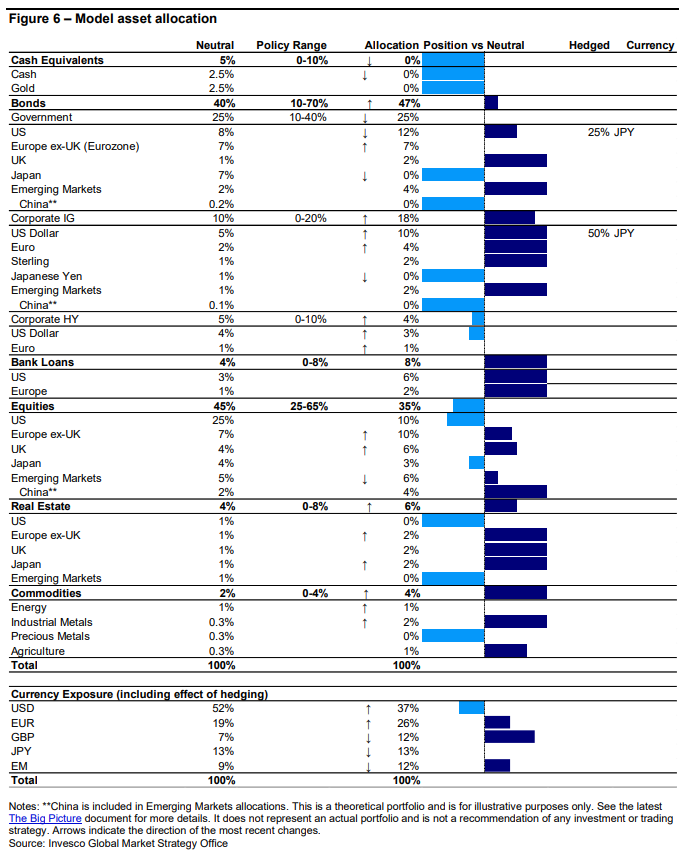 Figure 6 – Model asset allocation
Neutral Policy Range Allocation Position vs Neutral Hedged Currency
Cash Equivalents 5% 0-10% ↓ 0%
Cash 2.5% ↓ 0%
Gold 2.5% 0%
Bonds 40% 10-70% ↑ 47%
Government 25% 10-40% ↓ 25%
US 8% ↓ 12% 25% JPY
Europe ex-UK (Eurozone) 7% ↑ 7%
UK 1% 2%
Japan 7% ↓ 0%
Emerging Markets 2% 4%
China** 0.2% 0%
Corporate IG 10% 0-20% ↑ 18%
US Dollar 5% ↑ 10% 50% JPY
Euro 2% ↑ 4%
Sterling 1% 2%
Japanese Yen 1% ↓ 0%
Emerging Markets 1% 2%
China** 0.1% 0%
Corporate HY 5% 0-10% ↑ 4%
US Dollar 4% ↑ 3%
Euro 1% ↑ 1%
Bank Loans 4% 0-8% 8%
US 3% 6%
Europe 1% 2%
Equities 45% 25-65% 35%
US 25% 10%
Europe ex-UK 7% ↑ 10%
UK 4% ↑ 6%
Japan 4% 3%
Emerging Markets 5% ↓ 6%
China** 2% 4%
Real Estate 4% 0-8% ↑ 6%
US 1% 0%
Europe ex-UK 1% ↑ 2%
UK 1% 2%
Japan 1% ↑ 2%
Emerging Markets 1% 0%
Commodities 2% 0-4% ↑ 4%
Energy 1% ↑ 1%
Industrial Metals 0.3% ↑ 2%
Precious Metals 0.3% 0%
Agriculture 0.3% 1%
Total 100% 100%
Currency Exposure (including effect of hedging)
USD 52% ↑ 37%
EUR 19% ↑ 26%
GBP 7% ↓ 12%
JPY 13% ↓ 13%
EM 9% ↓ 12%
Total 100% 100%
Notes: **China is included in Emerging Markets allocations. This is a theoretical portfolio and is for illustrative purposes only. See the latest
The Big Picture document for more details. It does not represent an actual portfolio and is not a recommendation of any investment or trading
strategy. Arrows indicate the direction of the most recent changes.
Source: Invesco Global Market Strategy Office